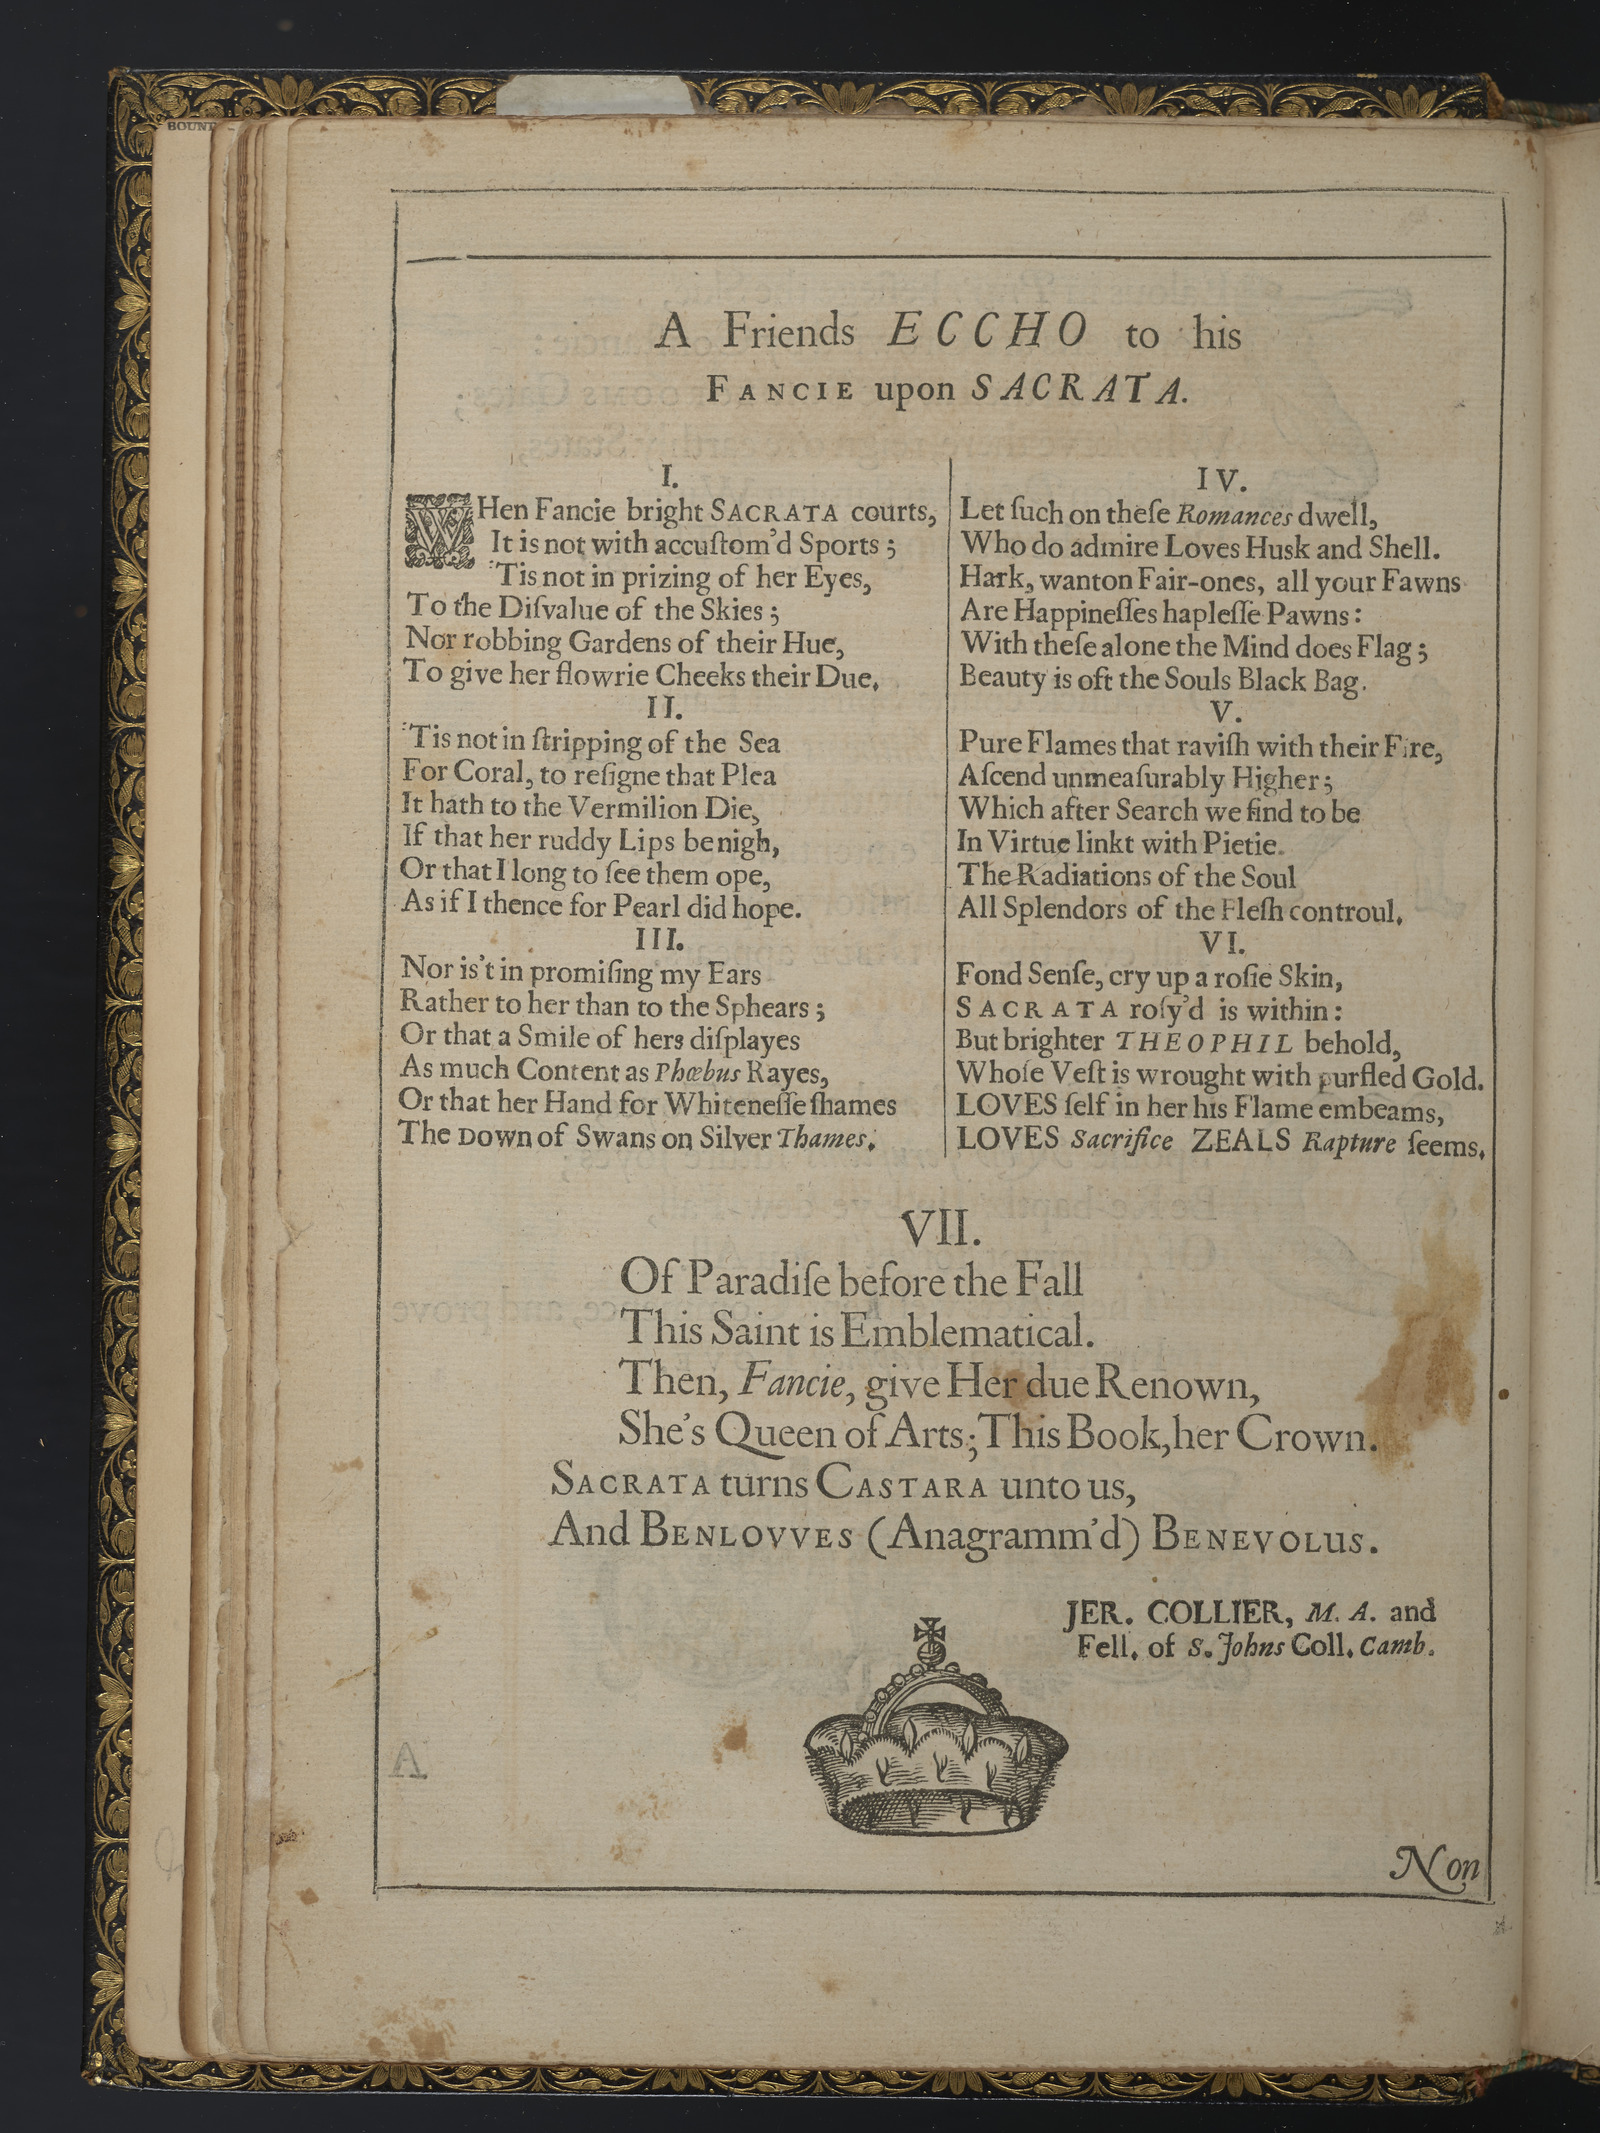 BOUNT
A Friends ECCHO to his
FANCIE upon SACRATA.
I.
WHen Fancie bright SACRATA courts,
It is not with accuſtom'd Sports;
'Tis not in prizing of her Eyes,
To the Diſvalue of the Skies;
Nor robbing Gardens of their Hue,
To give her flowrie Cheeks their Due.
II.
'Tis not in ſtripping of the Sea
For Coral, to reſigne that Plea
It hath to the Vermilion Die,
If that her ruddy Lips be nigh,
Or that I long to ſee them ope,
As if I thence for Pearl did hope.
III.
Nor is't in promiſing my Ears
Rather to her than to the Sphears;
Or that a Smile of hers diſplayes
As much Content as Phœbus Rayes,
Or that her Hand for Whiteneſſe ſhames
The Down of Swans on Silver Thames.
IV.
Let ſuch on theſe Romances dwell,
Who do admire Loves Husk and Shell.
Hark, wanton Fair-ones, all your Fawns
Are Happineſſes hapleſſe Pawns:
With theſe alone the Mind does Flag;
Beauty is oft the Souls Black Bag.
V.
Pure Flames that raviſh with their Fire,
Aſcend unmeaſurably Higher;
Which after Search we find to be
In Virtue linkt with Pietie.
The Radiations of the Soul
All Splendors of the Fleſh controul.
VI.
Fond Senſe, cry up a roſie Skin,
SACRATA roſy'd is within:
But brighter THEOPHIL behold,
Whoſe Veſt is wrought with purfled Gold.
LOVES ſelf in her his Flame embeams,
LOVES Sacrifice ZEALS Rapture ſeems.
VII.
Of Paradiſe before the Fall
This Saint is Emblematical.
Then, Fancie, give Her due Renown,
She's Queen of Arts; This Book, her Crown.
SACRATA turns CASTARA unto us,
And BENLOVVES (Anagramm'd) BENEVOLUS.
JER. COLLIER, M. A. and
Fell. of S. Johns Coll. Camb.
A
Non